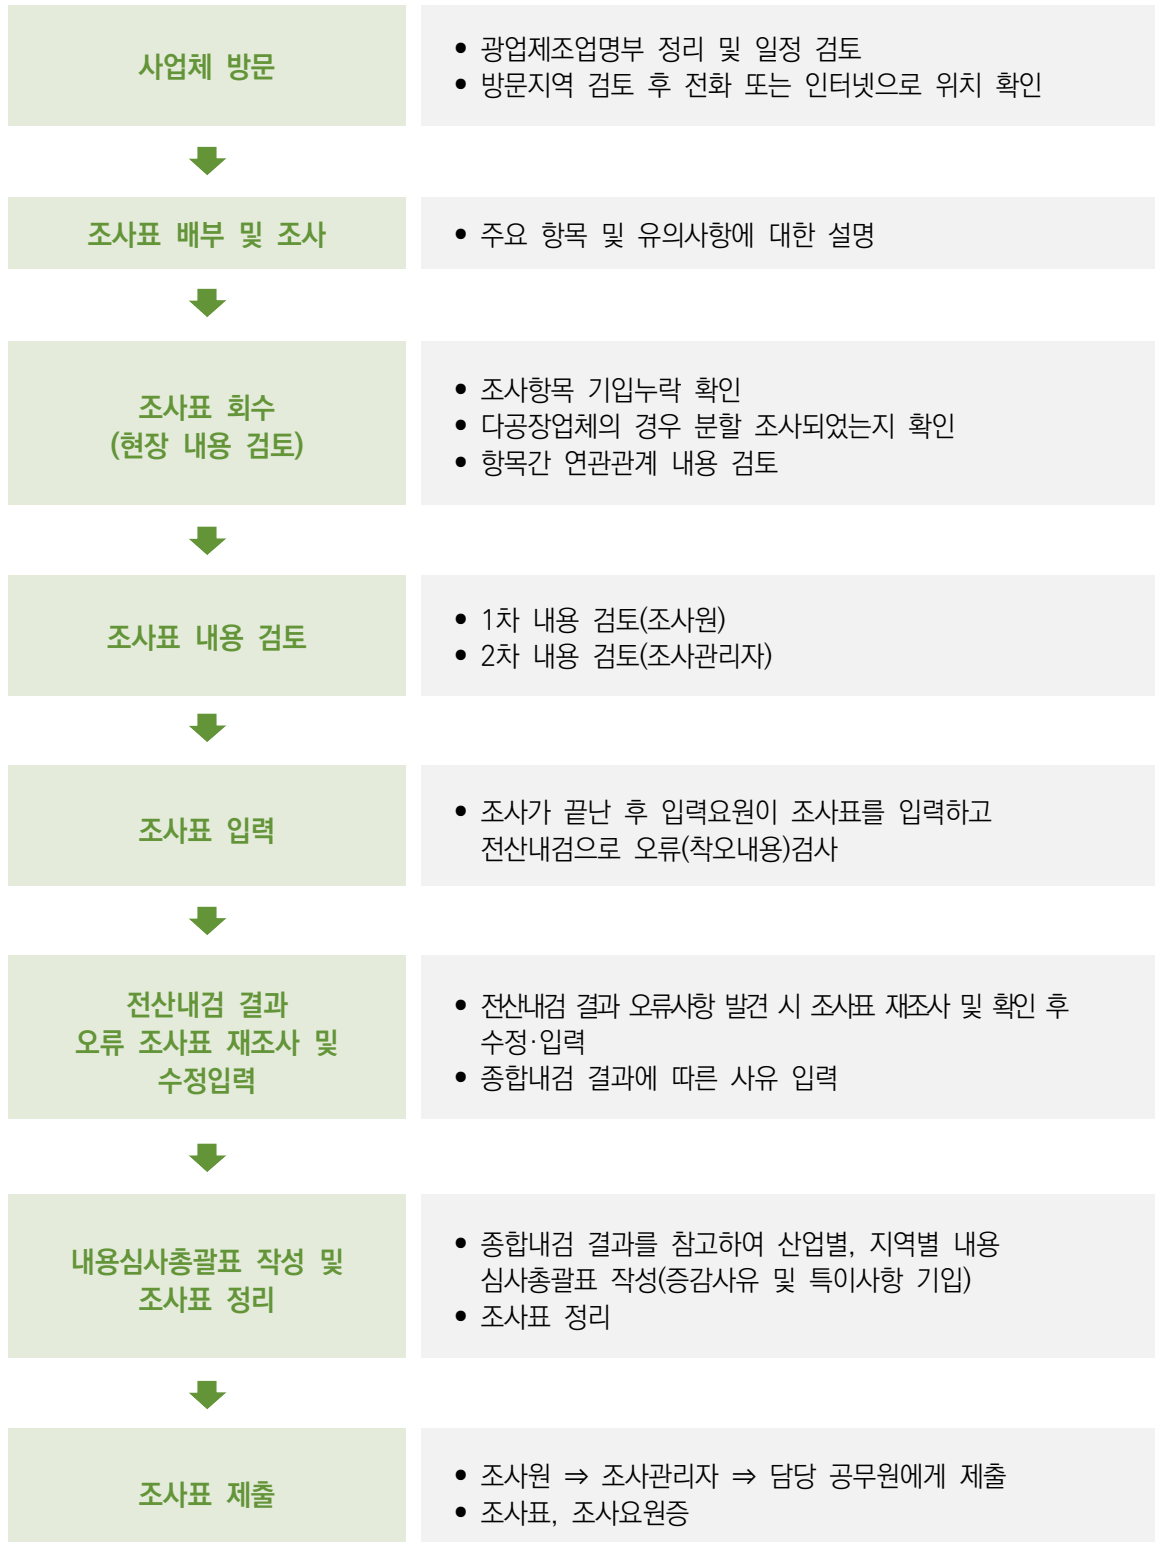 사업체 방문
• 광업제조업명부 정리 및 일정 검토
• 방문지역 검토 후 전화 또는 인터넷으로 위치 확인
조사표 배부 및 조사
• 주요 항목 및 유의사항에 대한 설명
조사표 회수
(현장 내용 검토)
• 조사항목 기입누락 확인
• 다공장업체의 경우 분할 조사되었는지 확인
• 항목간 연관관계 내용 검토
조사표 내용 검토
• 1차 내용 검토(조사원)
• 2차 내용 검토(조사관리자)
조사표 입력
• 조사가 끝난 후 입력요원이 조사표를 입력하고
전산내검으로 오류(착오내용)검사
전산내검 결과
오류 조사표 재조사 및
수정입력
• 전산내검 결과 오류사항 발견 시 조사표 재조사 및 확인 후
수정·입력
• 종합내검 결과에 따른 사유 입력
내용심사총괄표 작성 및
조사표 정리
• 종합내검 결과를 참고하여 산업별, 지역별 내용
심사총괄표 작성(증감사유 및 특이사항 기입)
• 조사표 정리
조사표 제출
• 조사원 ⇒ 조사관리자 ⇒ 담당 공무원에게 제출
• 조사표, 조사요원증